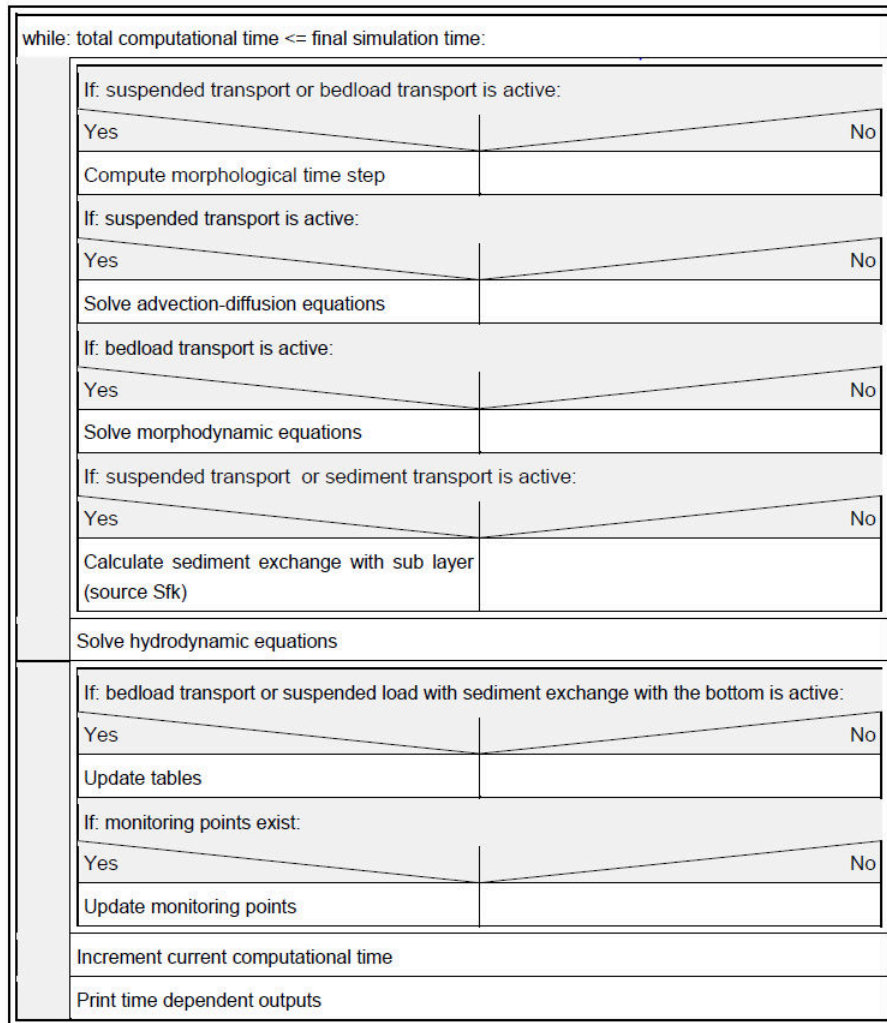 while: total computational time <= final simulation time:
If: suspended transport or bedload transport is active:
Yes
No
Compute morphological time step
If: suspended transport is active:
Yes
No
Solve advection-diffusion equations
If: bedload transport is active:
Yes
No
Solve morphodynamic equations
If: suspended transport or sediment transport is active:
Yes
No
Calculate sediment exchange with sub layer
(source Sfk)
Solve hydrodynamic equations
If: bedload transport or suspended load with sediment exchange with the bottom is active:
Yes
No
Update tables
If: monitoring points exist:
Yes
No
Update monitoring points
Increment current computational time
Print time dependent outputs